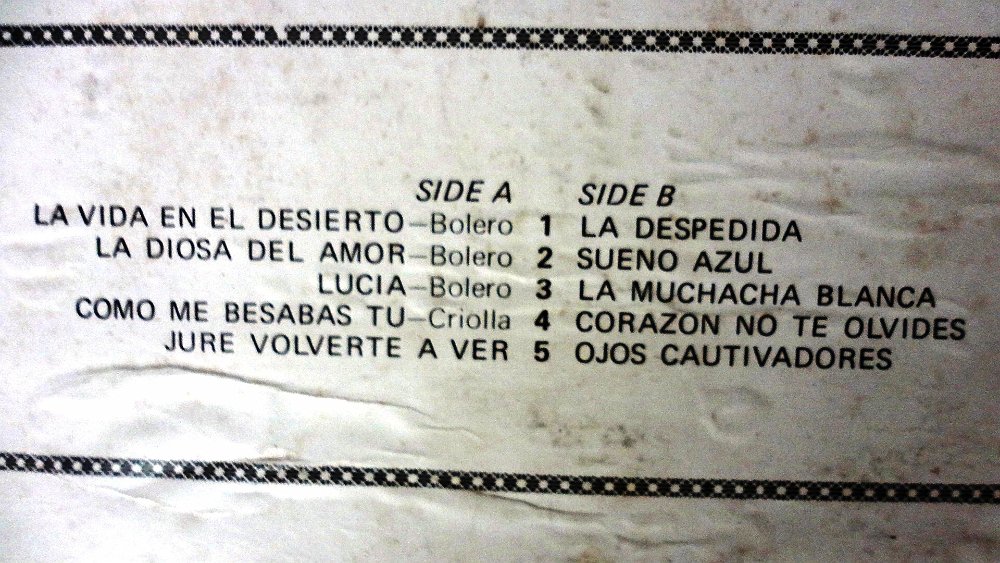 SIDE A SIDE B
LA VIDA EN EL DESIERTO—Bolero 1 LA DESPEDIDA
LA DIOSA DEL AMOR—Bolero 2 SUENO AZUL
LUCIA—Bolero 3 LA MUCHACHA BLANCA
COMO ME BESABAS TU—Criolla 4 CORAZON NO TE OLVIDES
JURE VOLVERTE A VER 5 OJOS CAUTIVADORES